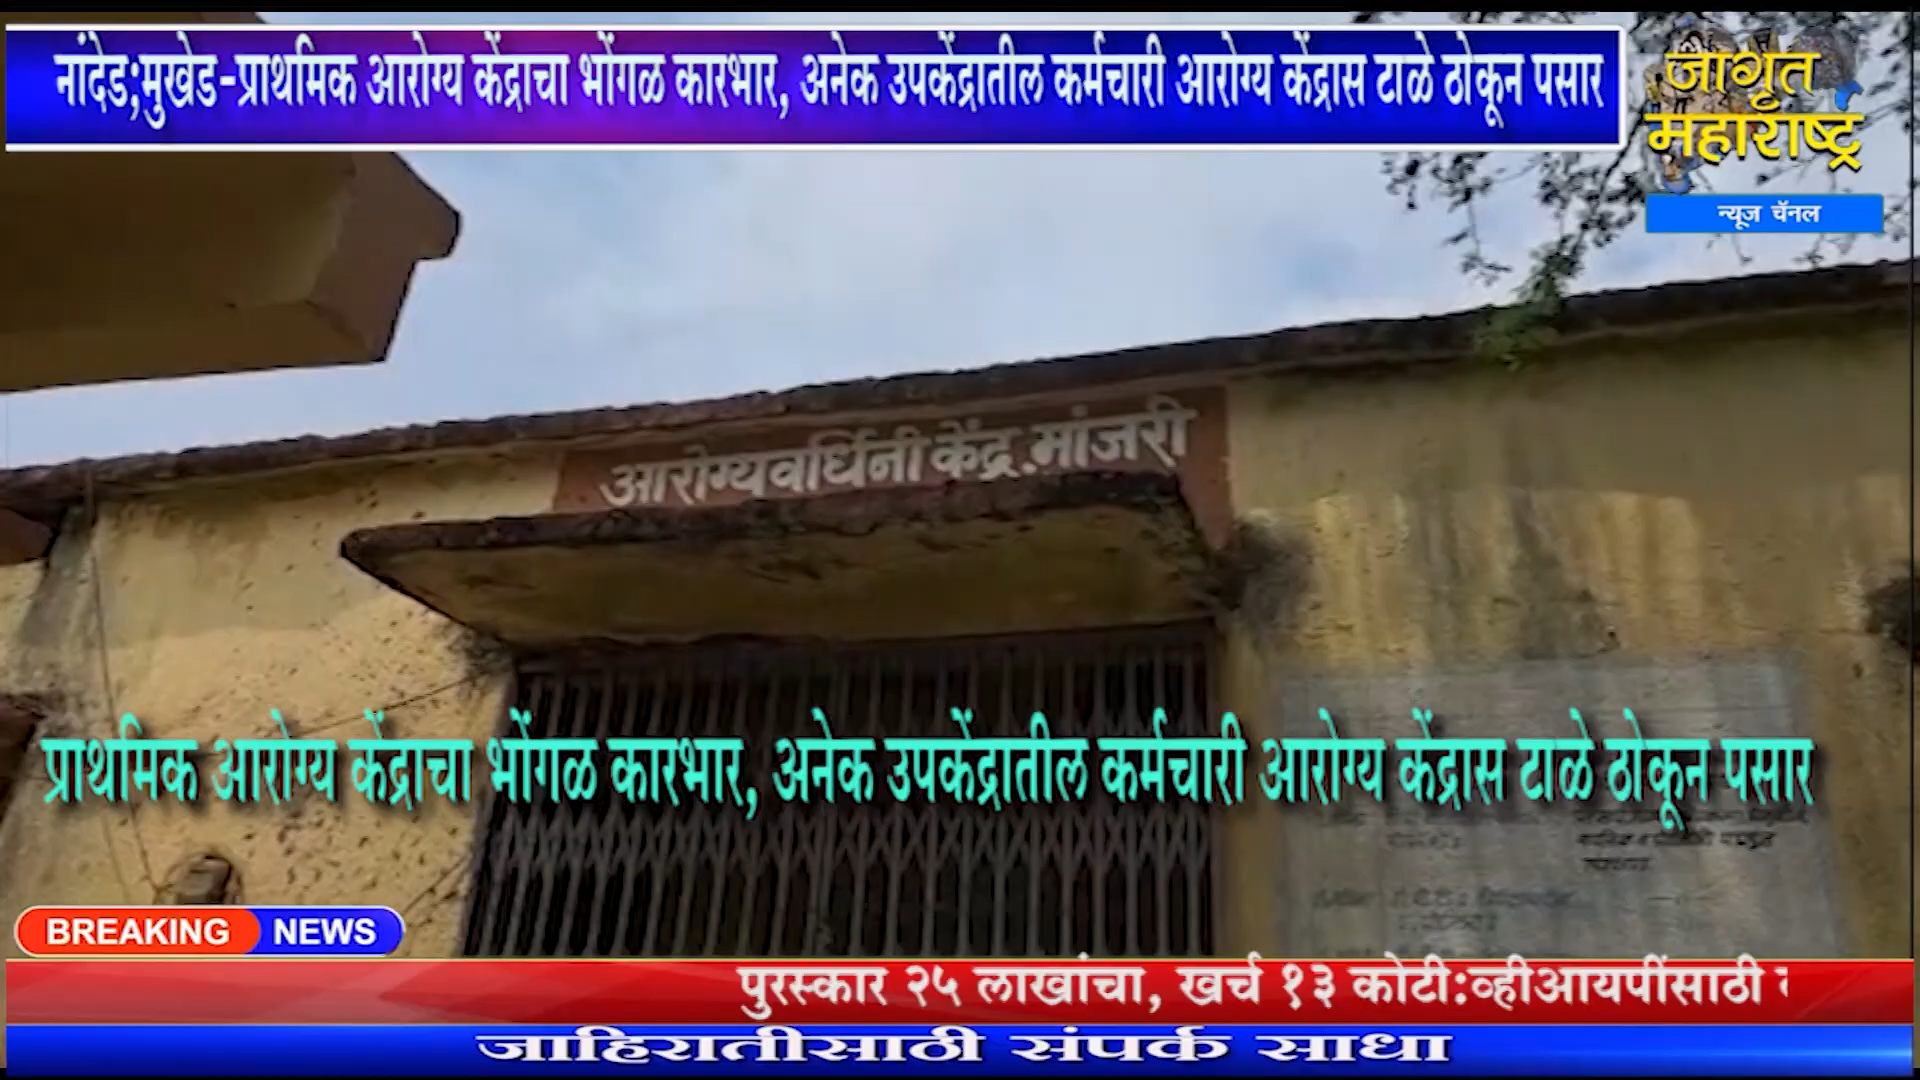 नांदेड;मुखेड-प्राथमिक आरोग्य केंद्राचा भोंगळ कारभार, अनेक उपकेंद्रातील कर्मचारी आरोग्य केंद्रास टाळे ठोकून पसार
जागृत
महाराष्ट्र
न्यूज चॅनल
आरोग्यवर्धिनी केंद्र.मांजरी
प्राथमिक आरोग्य केंद्राचा भोंगळ कारभार, अनेक उपकेंद्रातील कर्मचारी आरोग्य केंद्रास टाळे ठोकून पसार
BREAKING NEWS
पुरस्कार २५ लाखांचा, खर्च १३ कोटी:व्हीआयपींसाठी
जाहिरातीसाठी संपर्क साधा